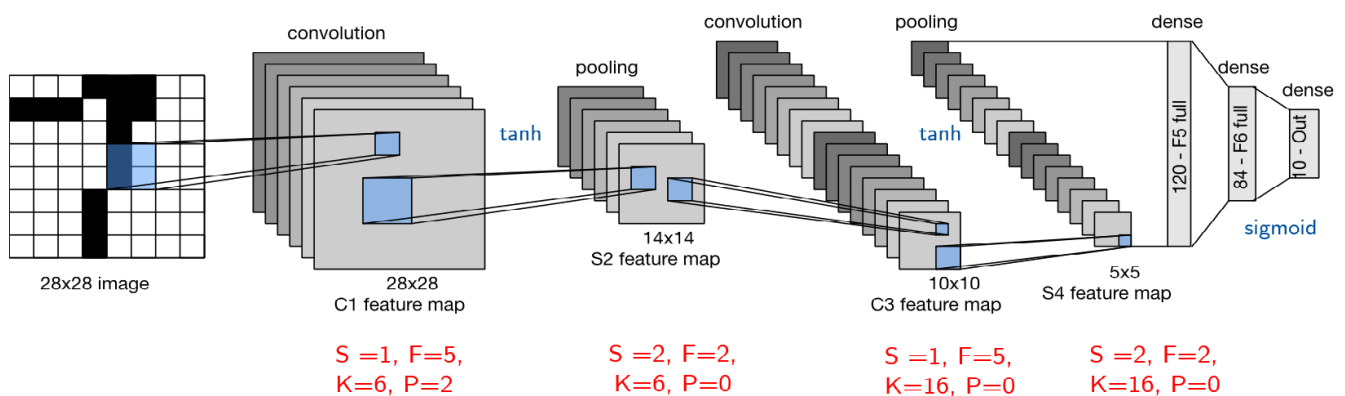 convolution
pooling
convolution
pooling
dense
dense
dense
tanh
tanh
120 - F5 full
84 - F6 full
10 - Out
sigmoid
28x28 image
28x28
C1 feature map
14x14
S2 feature map
10x10
C3 feature map
5x5
S4 feature map
S =1, F=5,
K=6, P=2
S =2, F=2,
K=6, P=0
S =1, F=5,
K=16, P=0
S =2, F=2,
K=16, P=0